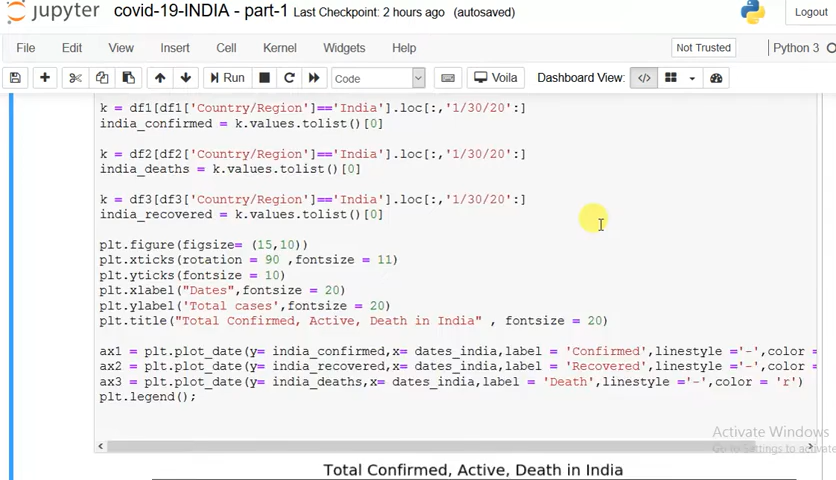 jupyter covid-19-INDIA - part-1 Last Checkpoint: 2 hours ago (autosaved) Logout
File Edit View Insert Cell Kernel Widgets Help Not Trusted Python 3
Run Code Voila Dashboard View:
k = df1[df1['Country/Region']=='India'].loc[:,'1/30/20':]
india_confirmed = k.values.tolist()[0]
k = df2[df2['Country/Region']=='India'].loc[:,'1/30/20':]
india_deaths = k.values.tolist()[0]
k = df3[df3['Country/Region']=='India'].loc[:,'1/30/20':]
india_recovered = k.values.tolist()[0]
plt.figure(figsize= (15,10))
plt.xticks(rotation = 90 ,fontsize = 11)
plt.yticks(fontsize = 10)
plt.xlabel("Dates",fontsize = 20)
plt.ylabel('Total cases',fontsize = 20)
plt.title("Total Confirmed, Active, Death in India" , fontsize = 20)
ax1 = plt.plot_date(y= india_confirmed,x= dates_india,label = 'Confirmed',linestyle ='-',color =
ax2 = plt.plot_date(y= india_recovered,x= dates_india,label = 'Recovered',linestyle ='-',color =
ax3 = plt.plot_date(y= india_deaths,x= dates_india,label = 'Death',linestyle ='-',color = 'r')
plt.legend();
Activate Windows
Go to Settings to activate
Total Confirmed, Active, Death in India